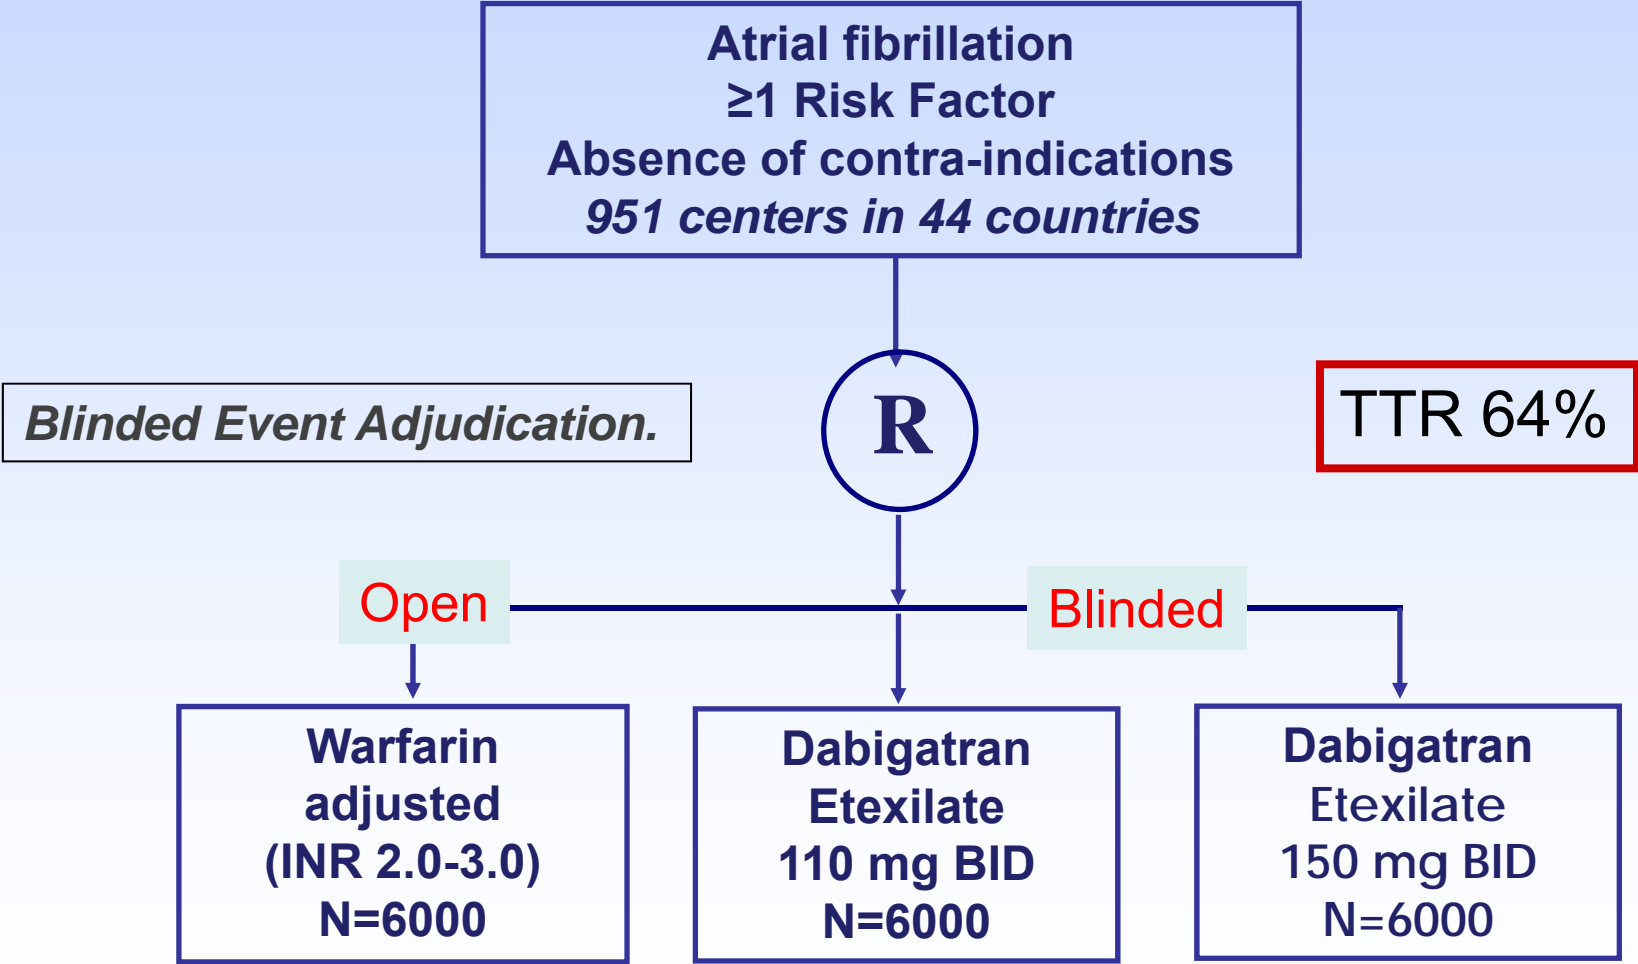 Atrial fibrillation
≥1 Risk Factor
Absence of contra-indications
951 centers in 44 countries
Blinded Event Adjudication.
R
TTR 64%
Open
Blinded
Warfarin
adjusted
(INR 2.0-3.0)
N=6000
Dabigatran
Etexilate
110 mg BID
N=6000
Dabigatran
Etexilate
150 mg BID
N=6000